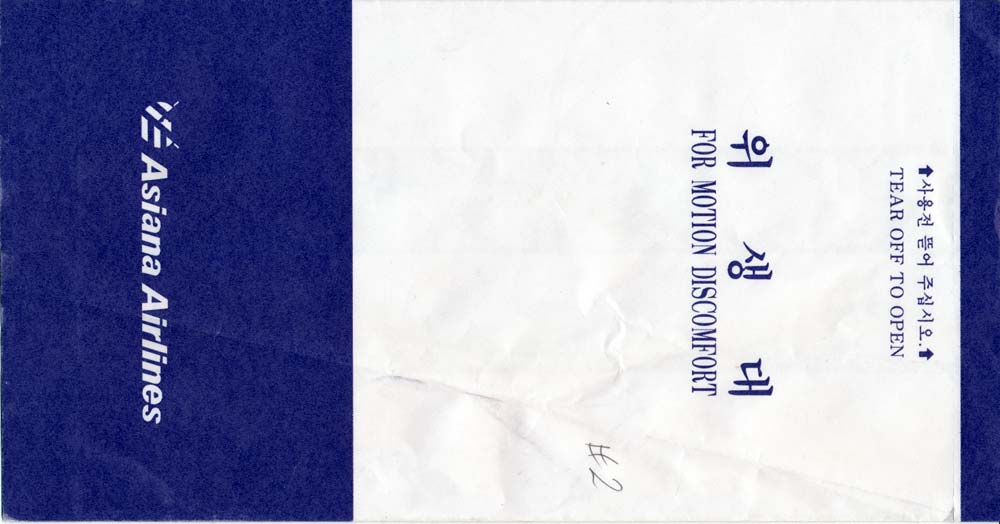 ⬆사용전 뜯어 주십시오.⬆
TEAR OFF TO OPEN
위 생 대
FOR MOTION DISCOMFORT
#2
Asiana Airlines